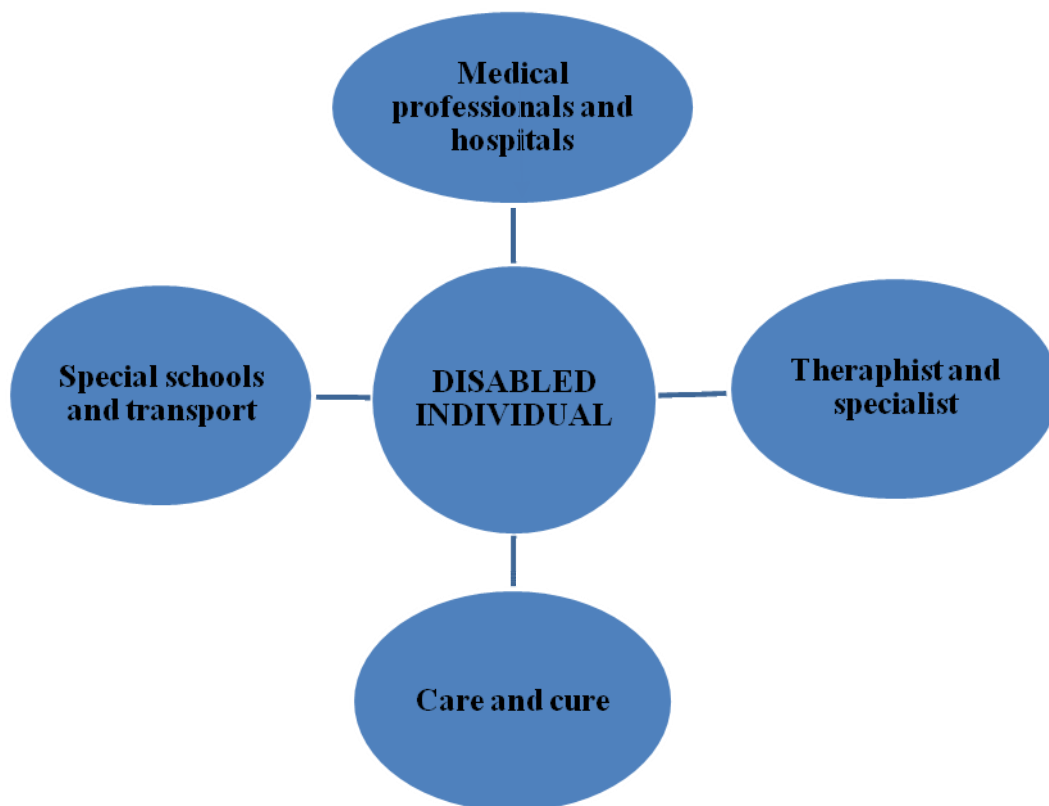 Medical
professionals and
hospitals
Special schools
and transport
DISABLED
INDIVIDUAL
Theraphist and
specialist
Care and cure